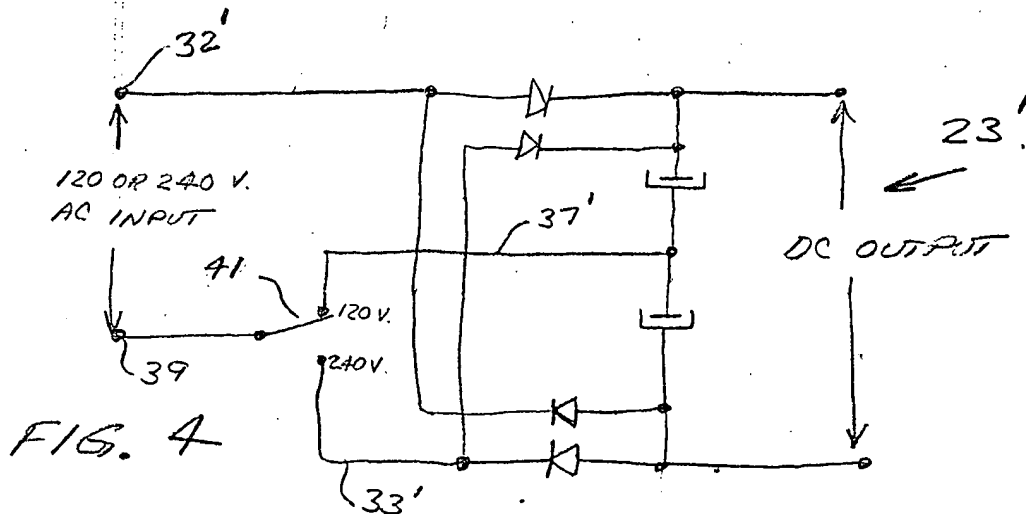 32'
23'
120 OR 240 V.
AC INPUT
37'
DC OUTPUT
41
120 V.
240 V.
39
FIG. 4
33'